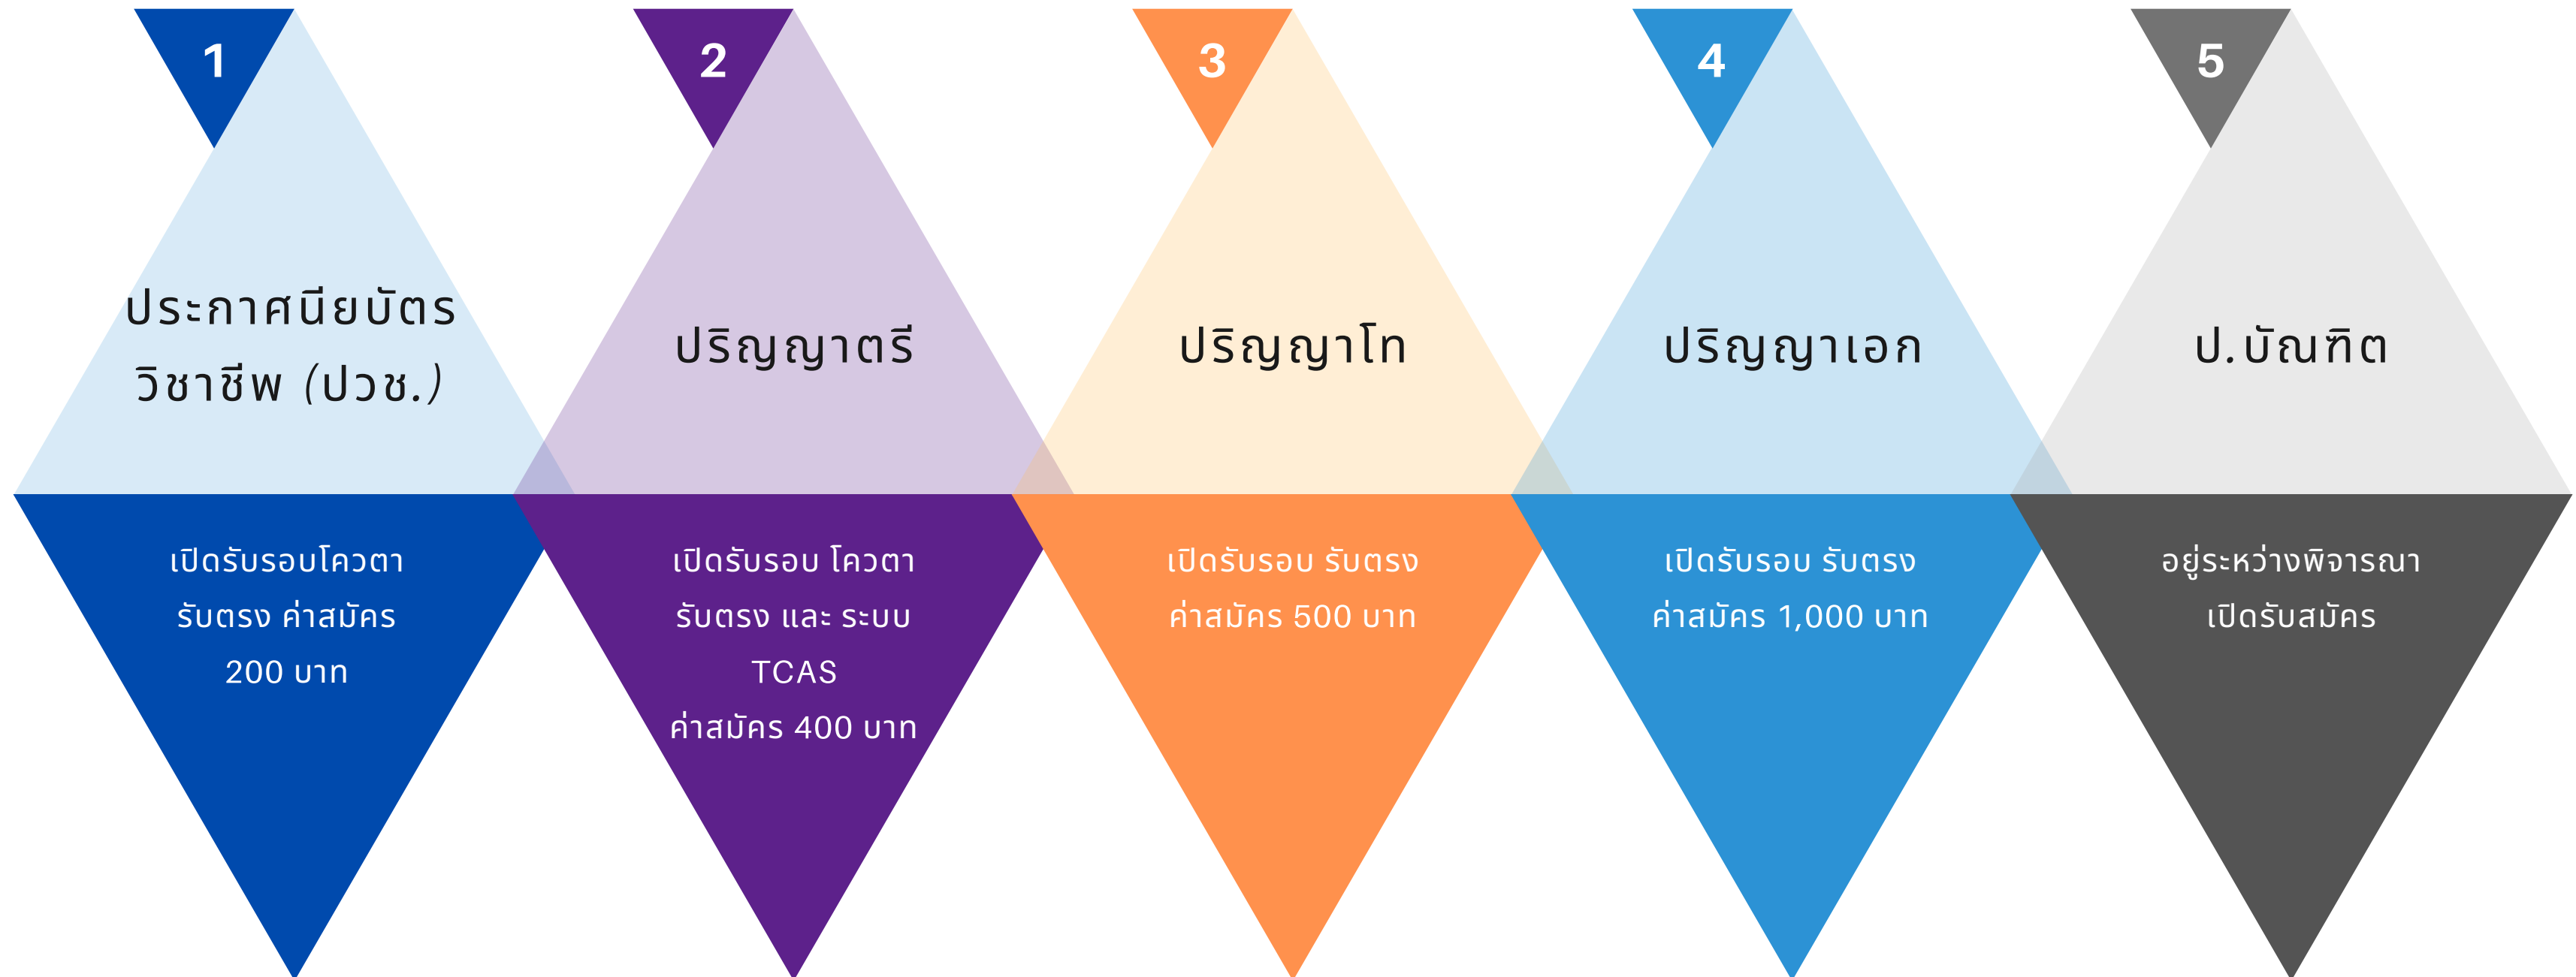 1
ประกาศนียบัตร
วิชาชีพ (ปวช.)
เปิดรับรอบโควตา
รับตรง ค่าสมัคร
200 บาท
2
ปริญญาตรี
เปิดรับรอบ โควตา
รับตรง และ ระบบ
TCAS
ค่าสมัคร 400 บาท
3
ปริญญาโท
เปิดรับรอบ รับตรง
ค่าสมัคร 500 บาท
4
ปริญญาเอก
เปิดรับรอบ รับตรง
ค่าสมัคร 1,000 บาท
5
ป.บัณฑิต
อยู่ระหว่างพิจารณา
เปิดรับสมัคร